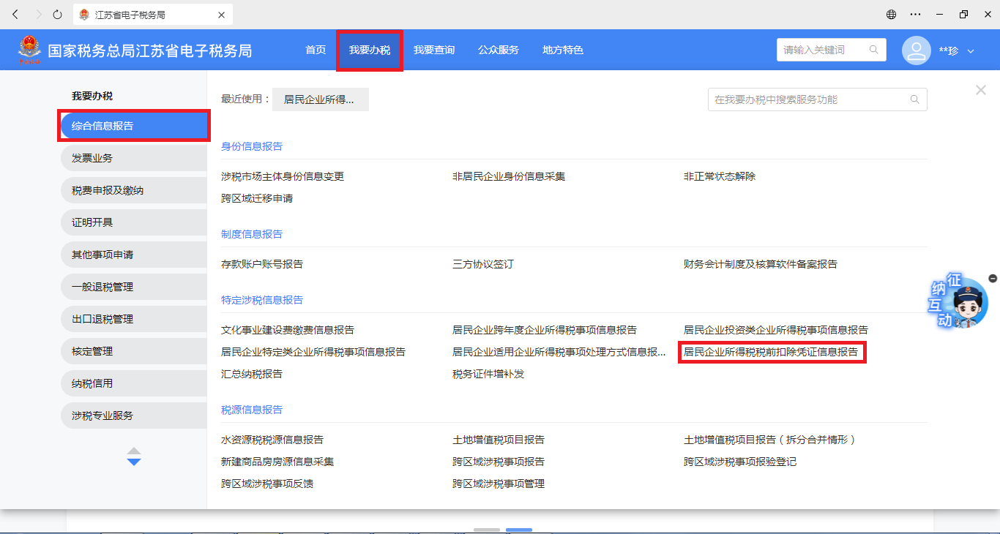 江苏省电子税务局
国家税务总局江苏省电子税务局
首页 我要办税 我要查询 公众服务 地方特色
请输入关键词
**珍
我要办税
综合信息报告
发票业务
税费申报及缴纳
证明开具
其他事项申请
一般退税管理
出口退税管理
核定管理
纳税信用
涉税专业服务
最近使用：
居民企业所得...
在我要办税中搜索服务功能
身份信息报告
涉税市场主体身份信息变更 非居民企业身份信息采集 非正常状态解除
跨区域迁移申请
制度信息报告
存款账户账号报告 三方协议签订 财务会计制度及核算软件备案报告
特定涉税信息报告
文化事业建设费缴费信息报告 居民企业跨年度企业所得税事项信息报告 居民企业投资类企业所得税事项信息报告
居民企业特定类企业所得税事项信息报告 居民企业适用企业所得税事项处理方式信息报... 居民企业所得税税前扣除凭证信息报告
汇总纳税报告 税务证件增补发
税源信息报告
水资源税税源信息报告 土地增值税项目报告 土地增值税项目报告（拆分合并情形）
新建商品房房源信息采集 跨区域涉税事项报告 跨区域涉税事项报验登记
跨区域涉税事项反馈 跨区域涉税事项管理
征纳互动